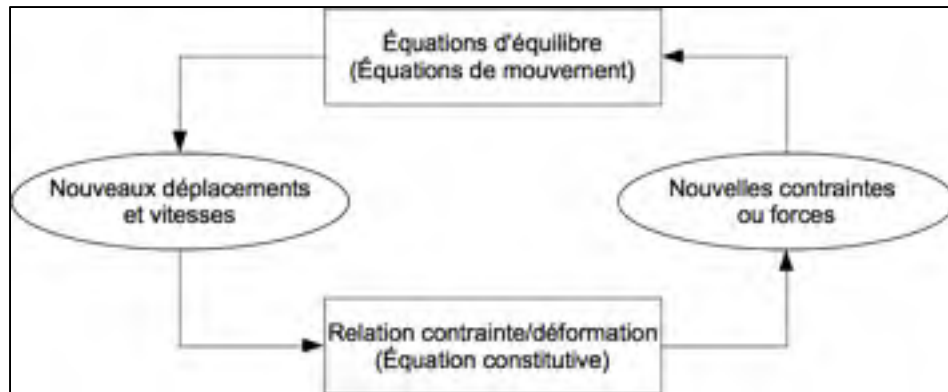 Équations d'équilibre
(Équations de mouvement)
Nouveaux déplacements
et vitesses
Nouvelles contraintes
ou forces
Relation contrainte/déformation
(Équation constitutive)